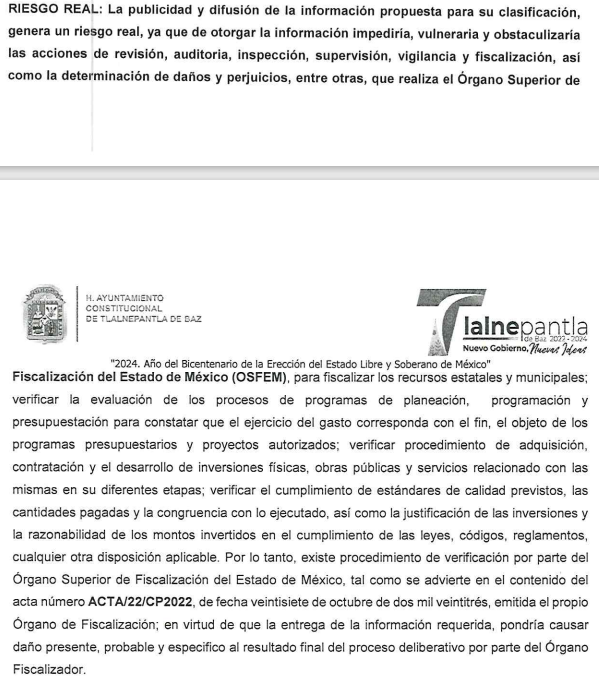 RIESGO REAL: La publicidad y difusión de la información propuesta para su clasificación,
genera un riesgo real, ya que de otorgar la información impediría, vulneraria y obstaculizaría
las acciones de revisión, auditoria, inspección, supervisión, vigilancia y fiscalización, así
como la determinación de daños y perjuicios, entre otras, que realiza el Órgano Superior de
H. AYUNTAMIENTO
CONSTITUCIONAL
DE TLALNEPANTLA DE BAZ
Tlalnepantla
de Baz 2022 - 2024
Nuevo Gobierno, Nuevas Ideas
"2024. Año del Bicentenario de la Erección del Estado Libre y Soberano de México"
Fiscalización del Estado de México (OSFEM), para fiscalizar los recursos estatales y municipales;
verificar la evaluación de los procesos de programas de planeación, programación y
presupuestación para constatar que el ejercicio del gasto corresponda con el fin, el objeto de los
programas presupuestarios y proyectos autorizados; verificar procedimiento de adquisición,
contratación y el desarrollo de inversiones físicas, obras públicas y servicios relacionado con las
mismas en su diferentes etapas; verificar el cumplimiento de estándares de calidad previstos, las
cantidades pagadas y la congruencia con lo ejecutado, así como la justificación de las inversiones y
la razonabilidad de los montos invertidos en el cumplimiento de las leyes, códigos, reglamentos,
cualquier otra disposición aplicable. Por lo tanto, existe procedimiento de verificación por parte del
Órgano Superior de Fiscalización del Estado de México, tal como se advierte en el contenido del
acta número ACTA/22/CP2022, de fecha veintisiete de octubre de dos mil veintitrés, emitida el propio
Órgano de Fiscalización; en virtud de que la entrega de la información requerida, pondría causar
daño presente, probable y especifico al resultado final del proceso deliberativo por parte del Órgano
Fiscalizador.